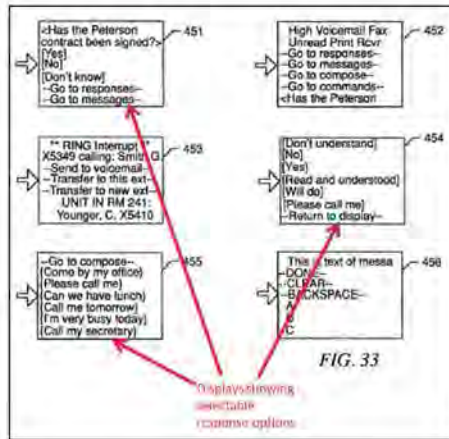 <Has the Peterson
contract been signed?>
[Yes]
[No]
[Don't know]
--Go to responses--
--Go to messages--
451
High Voicemail Fax
Unread Print Rcvr
--Go to responses--
--Go to messages--
--Go to compose--
--Go to commands--
<Has the Peterson
452
** RING Interrupt **
X5349 calling: Smith, G
--Send to voicemail--
--Transfer to this ext--
--Transfer to new ext--
UNIT IN RM 241:
Younger, C, X5410
453
[Don't understand]
[No]
[Yes]
[Read and understood]
[Will do]
[Please call me]
--Return to display--
454
--Go to compose--
{Come by my office}
{Please call me}
{Can we have lunch}
{Call me tomorrow}
{I'm very busy today}
{Call my secretary}
455
This is text of messa
--DONE--
--CLEAR--
--BACKSPACE--
A
B
C
456
FIG. 33
Displays showing
selectable
response options